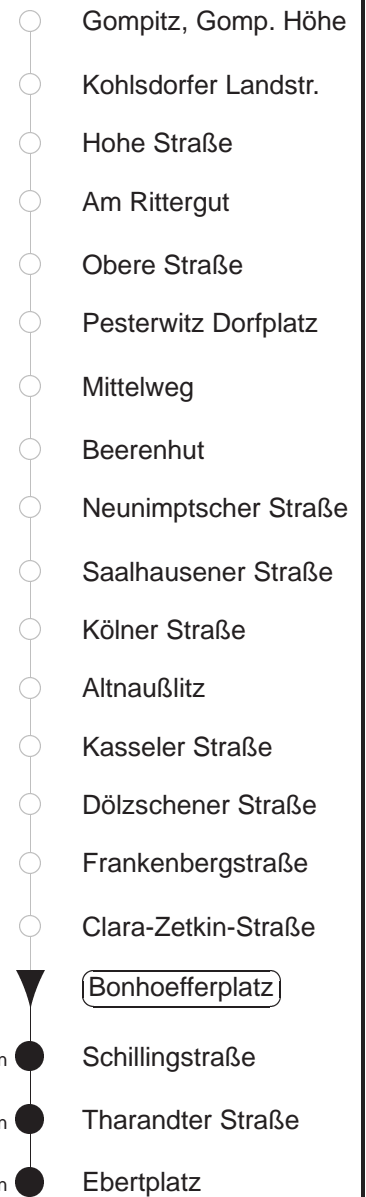 Gompitz, Gomp. Höhe
Kohlsdorfer Landstr.
Hohe Straße
Am Rittergut
Obere Straße
Pesterwitz Dorfplatz
Mittelweg
Beerenhut
Neunimptscher Straße
Saalhausener Straße
Kölner Straße
Altnaußlitz
Kasseler Straße
Dölzschener Straße
Frankenbergstraße
Clara-Zetkin-Straße
Bonhoefferplatz
Schillingstraße
Tharandter Straße
Ebertplatz